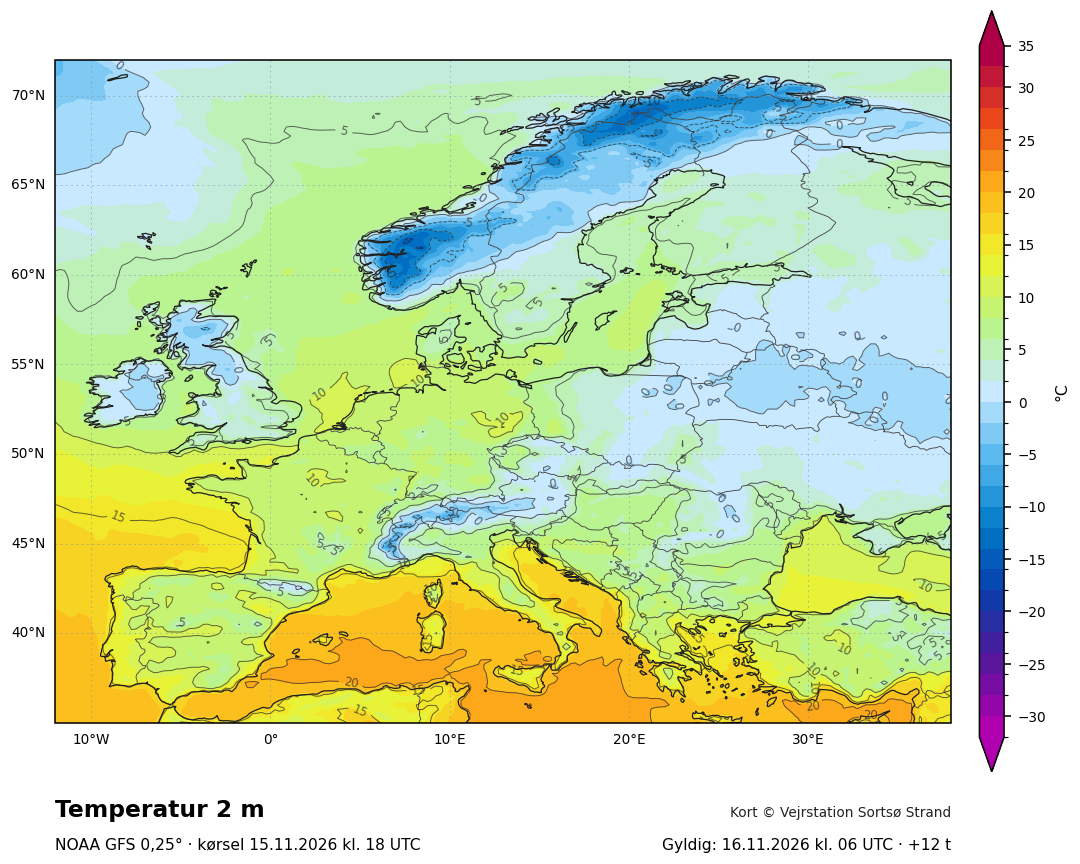 70°N
65°N
60°N
55°N
50°N
45°N
40°N
10°W
0°
10°E
20°E
30°E
35
30
25
20
15
10
5
0
−5
−10
−15
−20
−25
−30
°C
Temperatur 2 m
Kort © Vejrstation Sortsø Strand
NOAA GFS 0,25° · kørsel 15.11.2026 kl. 18 UTC
Gyldig: 16.11.2026 kl. 06 UTC · +12 t